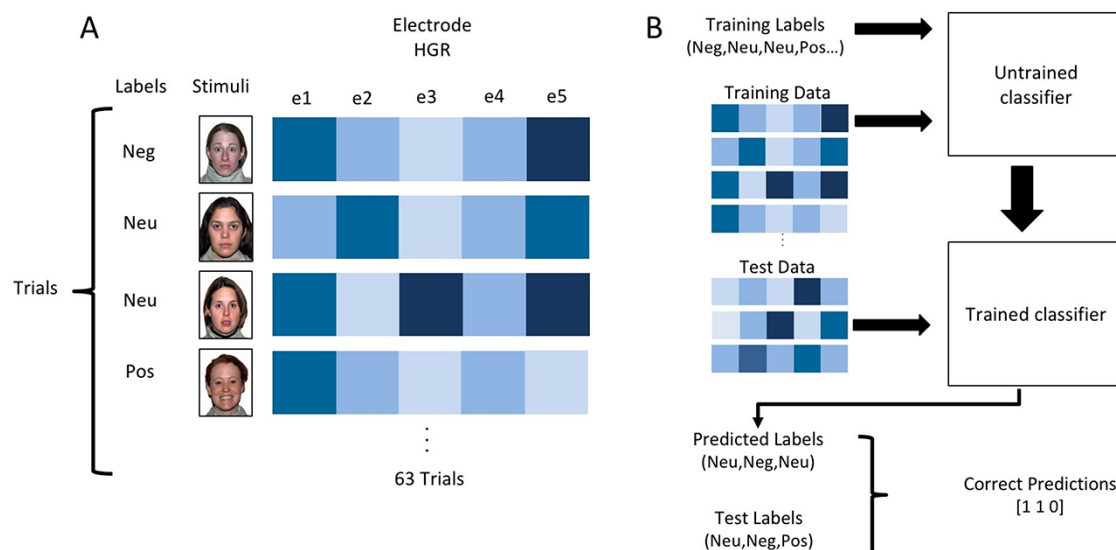 A
Electrode
HGR
Labels
Stimuli
e1
e2
e3
e4
e5
Trials
Neg
Neu
Neu
Pos
63 Trials
B
Training Labels
(Neg,Neu,Neu,Pos...)
Untrained
classifier
Training Data
Test Data
Trained classifier
Predicted Labels
(Neu,Neg,Neu)
Test Labels
(Neu,Neg,Pos)
Correct Predictions
[1 1 0]